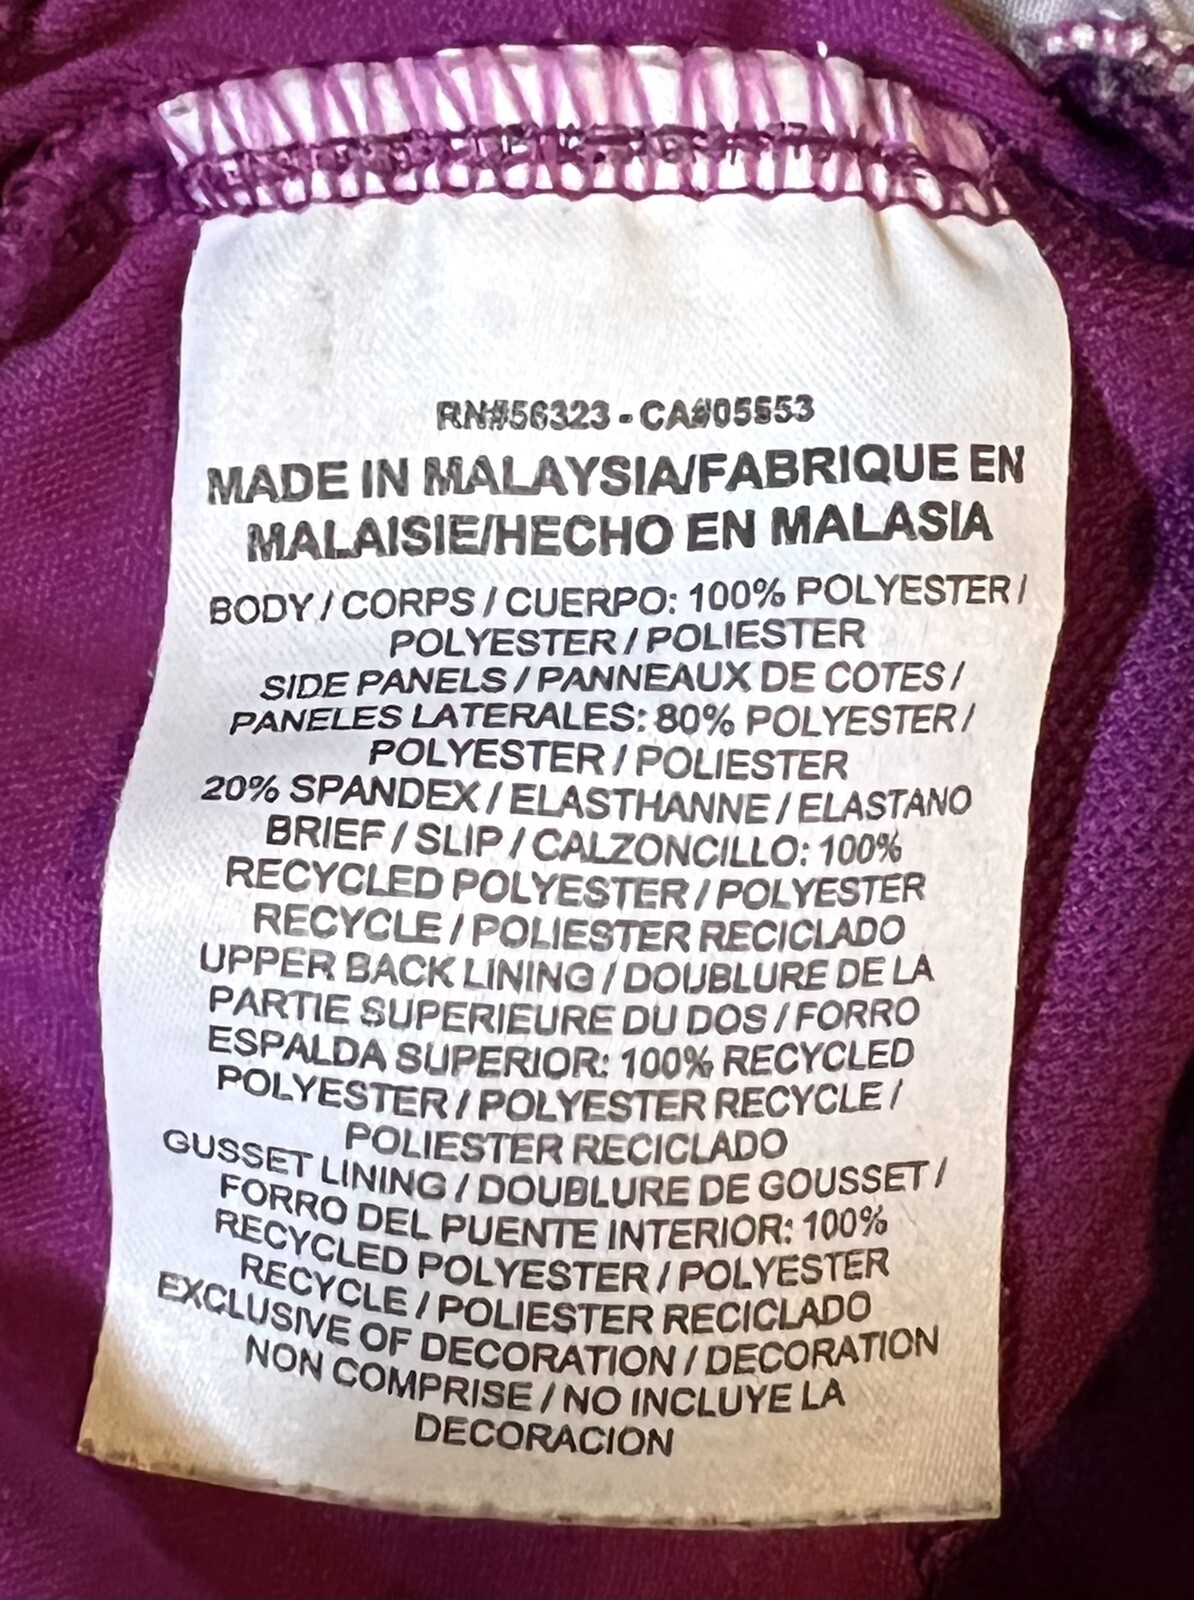 RN#56323 - CA#05553
MADE IN MALAYSIA/FABRIQUE EN
MALAISIE/HECHO EN MALASIA
BODY / CORPS / CUERPO: 100% POLYESTER /
POLYESTER / POLIESTER
SIDE PANELS / PANNEAUX DE COTES /
PANELES LATERALES: 80% POLYESTER /
POLYESTER / POLIESTER
20% SPANDEX / ELASTHANNE / ELASTANO
BRIEF / SLIP / CALZONCILLO: 100%
RECYCLED POLYESTER / POLYESTER
RECYCLE / POLIESTER RECICLADO
UPPER BACK LINING / DOUBLURE DE LA
PARTIE SUPERIEURE DU DOS / FORRO
ESPALDA SUPERIOR: 100% RECYCLED
POLYESTER / POLYESTER RECYCLE /
POLIESTER RECICLADO
GUSSET LINING / DOUBLURE DE GOUSSET /
FORRO DEL PUENTE INTERIOR: 100%
RECYCLED POLYESTER / POLYESTER
RECYCLE / POLIESTER RECICLADO
EXCLUSIVE OF DECORATION / DECORATION
NON COMPRISE / NO INCLUYE LA
DECORACION